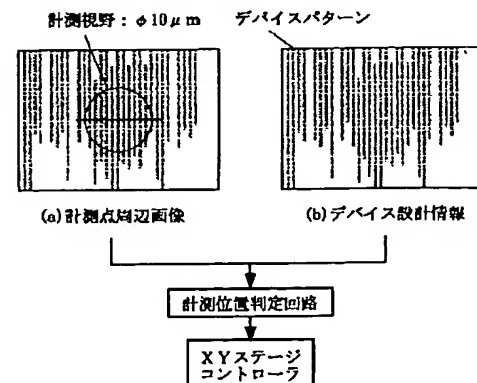 計測視野：φ10μm
デバイスパターン
(a)計測点周辺画像
(b)デバイス設計情報
計測位置判定回路
XYステージ
コントローラ